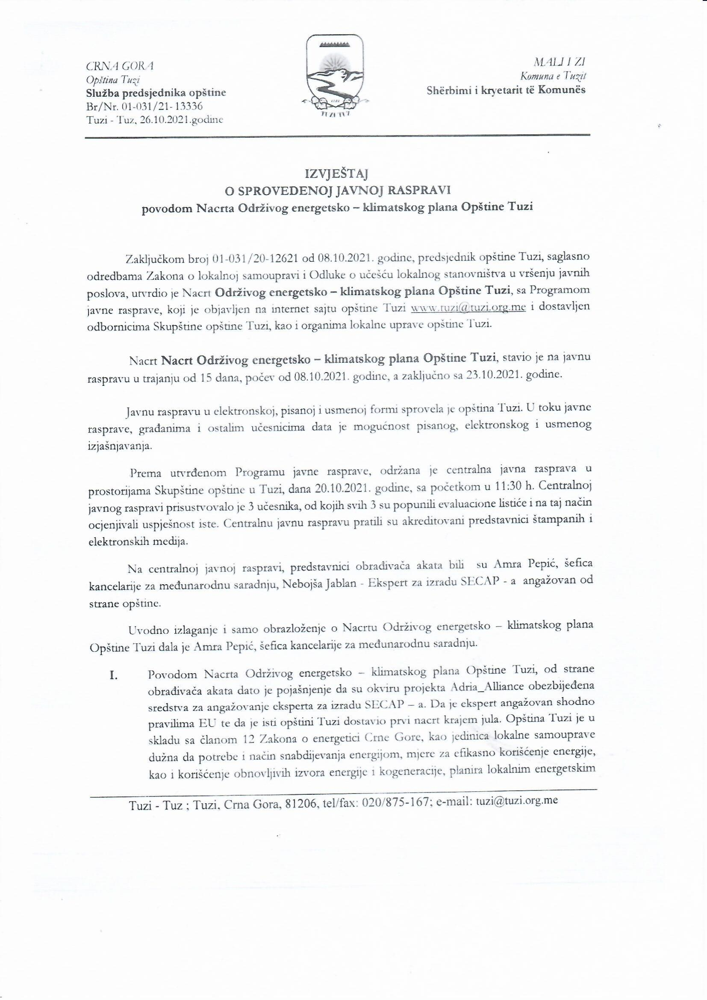 CRNA GORA
Opština Tuzi
Služba predsjednika opštine
Br/Nr. 01-031/21- 13336
Tuzi - Tuz, 26.10.2021.godine
MALI I ZI
Komuna e Tuzit
Shërbimi i kryetarit të Komunës
IZVJEŠTAJ
O SPROVEDENOJ JAVNOJ RASPRAVI
povodom Nacrta Održivog energetsko – klimatskog plana Opštine Tuzi
Zaključkom broj 01-031/20-12621 od 08.10.2021. godine, predsjednik opštine Tuzi, saglasno
odredbama Zakona o lokalnoj samoupravi i Odluke o učešću lokalnog stanovništva u vršenju javnih
poslova, utvrdio je Nacrt Održivog energetsko – klimatskog plana Opštine Tuzi, sa Programom
javne rasprave, koji je objavljen na internet sajtu opštine Tuzi www.tuzi@tuzi.org.me i dostavljen
odbornicima Skupštine opštine Tuzi, kao i organima lokalne uprave opštine Tuzi.
Nacrt Nacrt Održivog energetsko – klimatskog plana Opštine Tuzi, stavio je na javnu
raspravu u trajanju od 15 dana, počev od 08.10.2021. godine, a zaključno sa 23.10.2021. godine.
Javnu raspravu u elektronskoj, pisanoj i usmenoj formi sprovela je opština Tuzi. U toku javne
rasprave, građanima i ostalim učesnicima data je mogućnost pisanog, elektronskog i usmenog
izjašnjavanja.
Prema utvrđenom Programu javne rasprave, održana je centralna javna rasprava u
prostorijama Skupštine opštine u Tuzi, dana 20.10.2021. godine, sa početkom u 11:30 h. Centralnoj
javnog raspravi prisustvovalo je 3 učesnika, od kojih svih 3 su popunili evaluacione listiće i na taj način
ocjenjivali uspješnost iste. Centralnu javnu raspravu pratili su akreditovani predstavnici štampanih i
elektronskih medija.
Na centralnoj javnoj raspravi, predstavnici obrađivača akata bili su Amra Pepić, šefica
kancelarije za međunarodnu saradnju, Nebojša Jablan - Ekspert za izradu SECAP - a angažovan od
strane opštine.
Uvodno izlaganje i samo obrazloženje o Nacrtu Održivog energetsko – klimatskog plana
Opštine Tuzi dala je Amra Pepić, šefica kancelarije za međunarodnu saradnju.
I. Povodom Nacrta Održivog energetsko – klimatskog plana Opštine Tuzi, od strane
obrađivača akata dato je pojašnjenje da su okviru projekta Adria_Alliance obezbijeđena
sredstva za angažovanje eksperta za izradu SECAP – a. Da je ekspert angažovan shodno
pravilima EU te da je isti opštini Tuzi dostavio prvi nacrt krajem jula. Opština Tuzi je u
skladu sa članom 12 Zakona o energetici Crne Gore, kao jedinica lokalne samouprave
dužna da potrebe i način snabdijevanja energijom, mjere za efikasno korišćenje energije,
kao i korišćenje obnovljivih izvora energije i kogeneracije, planira lokalnim energetskim
Tuzi - Tuz ; Tuzi, Crna Gora, 81206, tel/fax: 020/875-167; e-mail: tuzi@tuzi.org.me